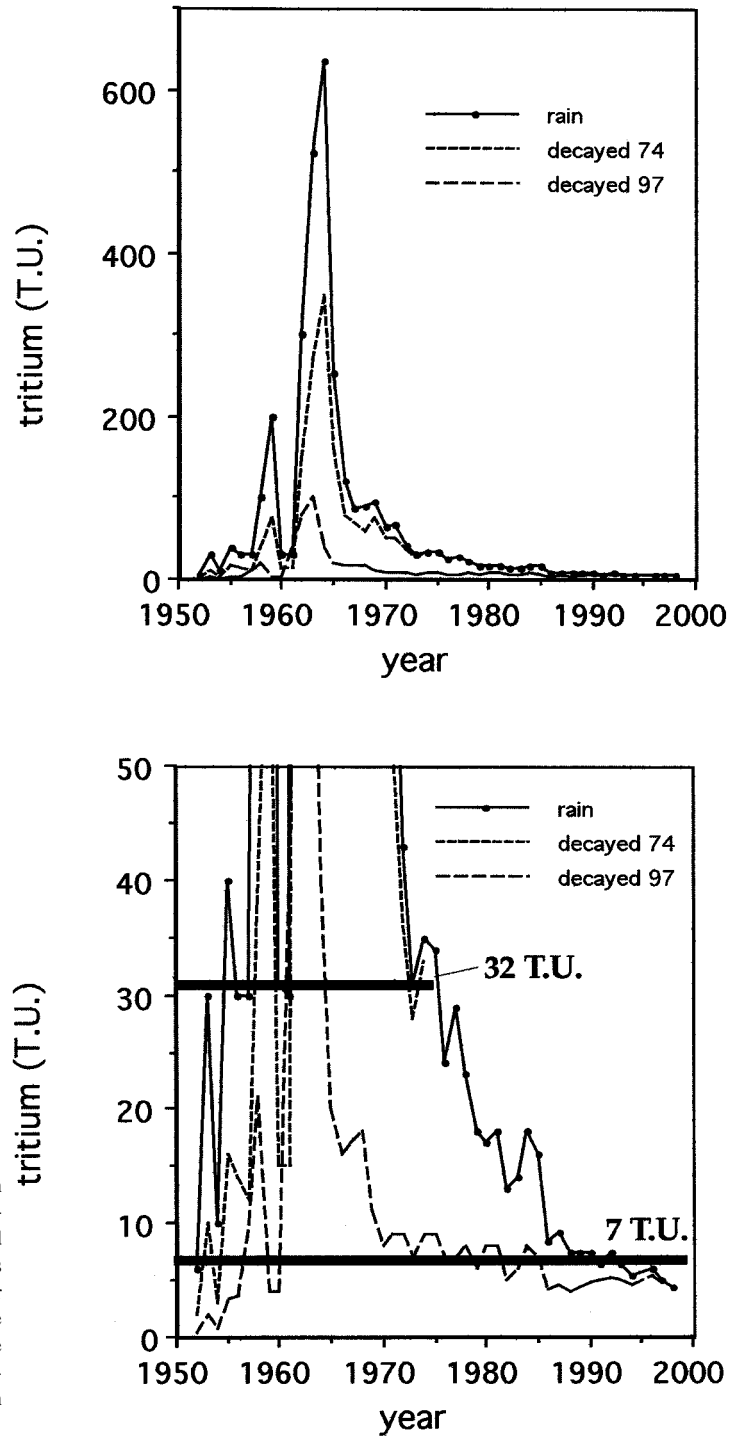 600
400
200
0
tritium (T.U.)
rain
decayed 74
decayed 97
1950 1960 1970 1980 1990 2000
year
50
40
30
20
10
0
tritium (T.U.)
rain
decayed 74
decayed 97
32 T.U.
7 T.U.
1950 1960 1970 1980 1990 2000
year